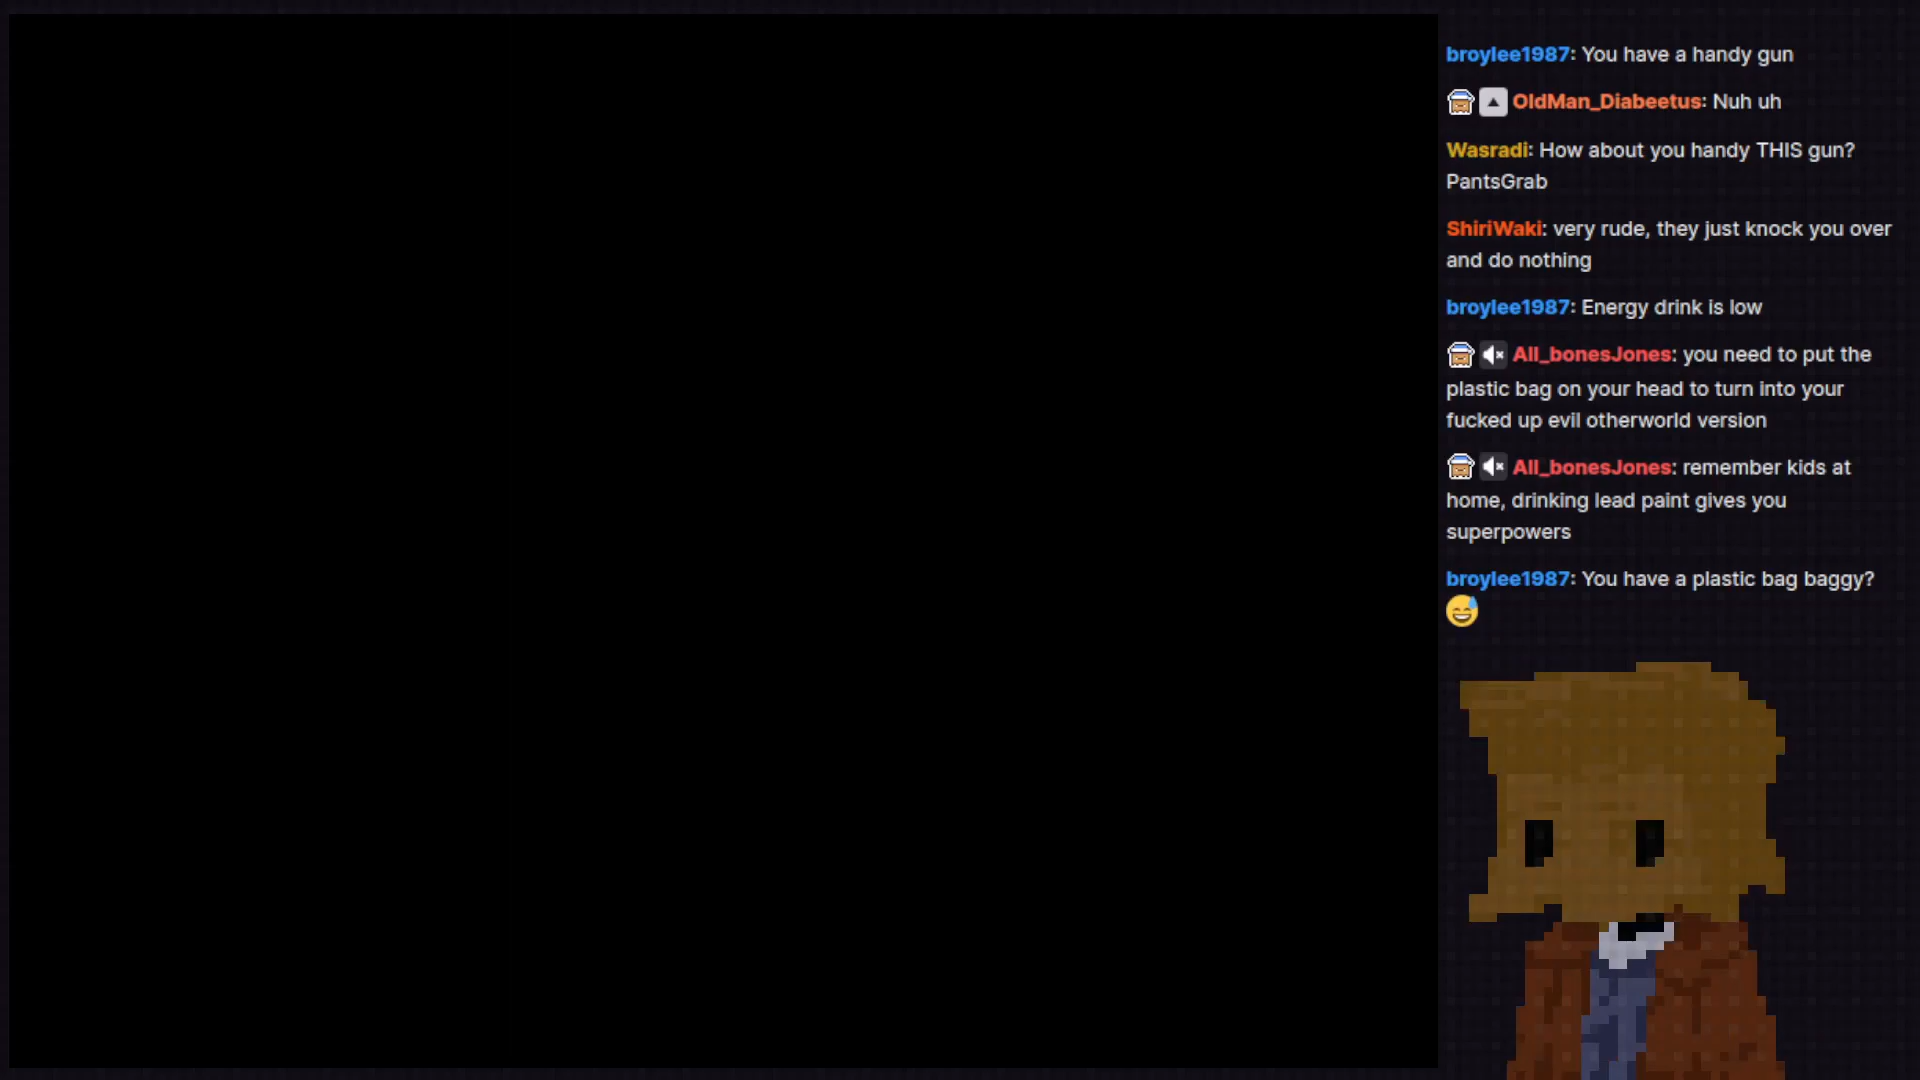 broylee1987: You have a handy gun
OldMan_Diabeetus: Nuh uh
Wasradi: How about you handy THIS gun?
PantsGrab
ShiriWaki: very rude, they just knock you over
and do nothing
broylee1987: Energy drink is low
All_bonesJones: you need to put the
plastic bag on your head to turn into your
fucked up evil otherworld version
All_bonesJones: remember kids at
home, drinking lead paint gives you
superpowers
broylee1987: You have a plastic bag baggy?